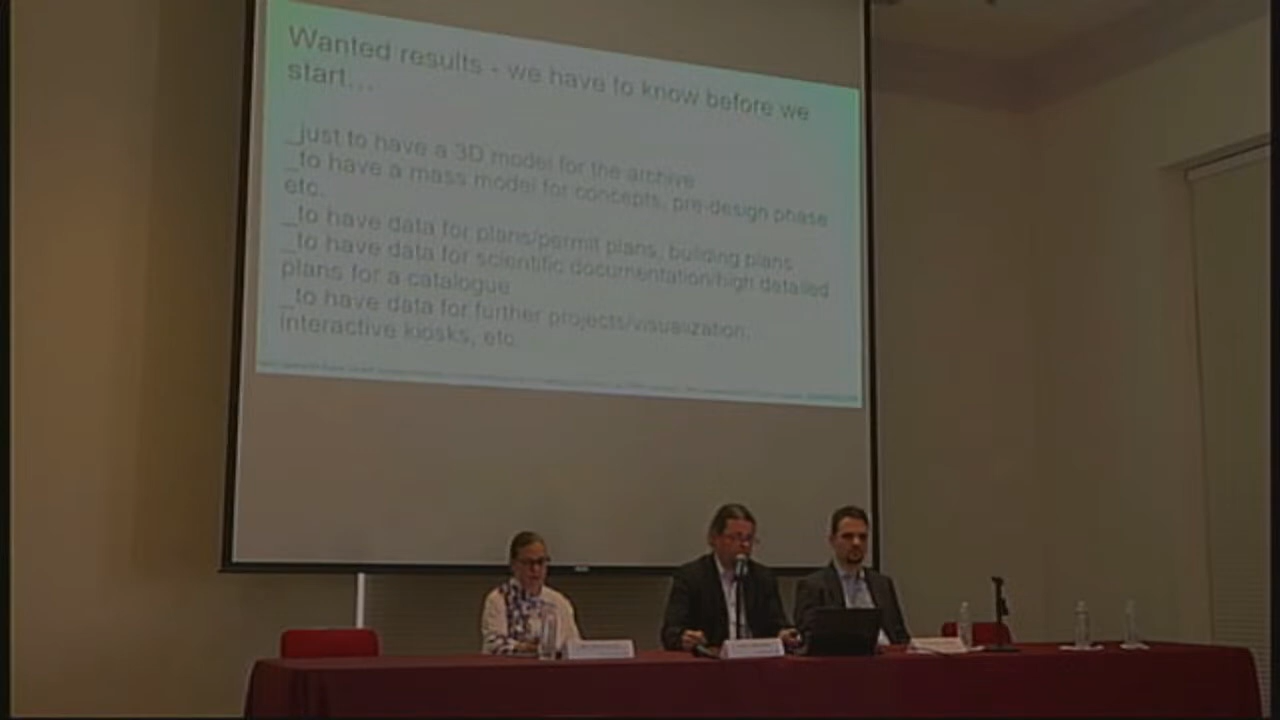 Wanted results - we have to know before we
start...
_just to have a 3D model for the archive
_to have a mass model for concepts, pre-design phase
etc.
_to have data for plans/permit plans, building plans
_to have data for scientific documentation/high detailed
plans for a catalogue
_to have data for further projects/visualization,
interactive kiosks, etc.